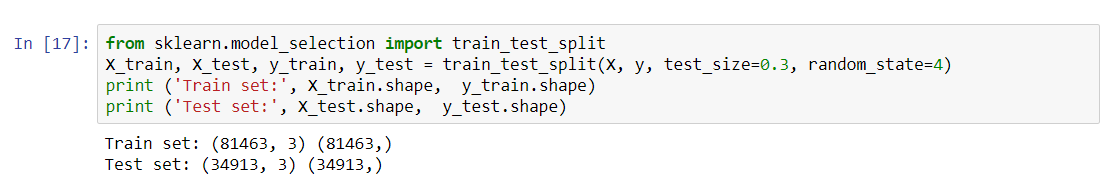 In [17]: from sklearn.model_selection import train_test_split
X_train, X_test, y_train, y_test = train_test_split(X, y, test_size=0.3, random_state=4)
print ('Train set:', X_train.shape,  y_train.shape)
print ('Test set:', X_test.shape,  y_test.shape)
Train set: (81463, 3) (81463,)
Test set: (34913, 3) (34913,)